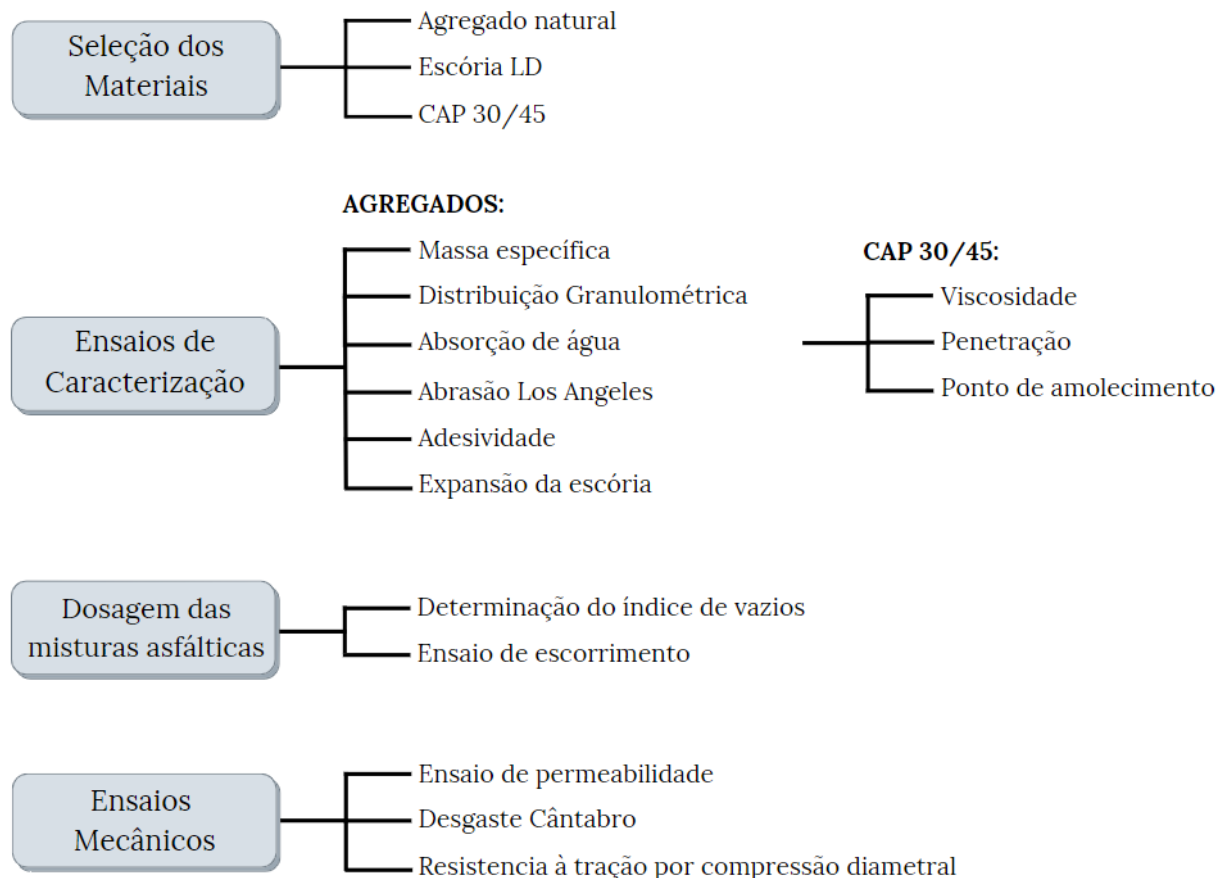 Seleção dos
Materiais
Agregado natural
Escória LD
CAP 30/45
AGREGADOS:
Ensaios de
Caracterização
Massa específica
Distribuição Granulométrica
Absorção de água
Abrasão Los Angeles
Adesividade
Expansão da escória
CAP 30/45:
Viscosidade
Penetração
Ponto de amolecimento
Dosagem das
misturas asfálticas
Determinação do índice de vazios
Ensaio de escorrimento
Ensaios
Mecânicos
Ensaio de permeabilidade
Desgaste Cântabro
Resistencia à tração por compressão diametral